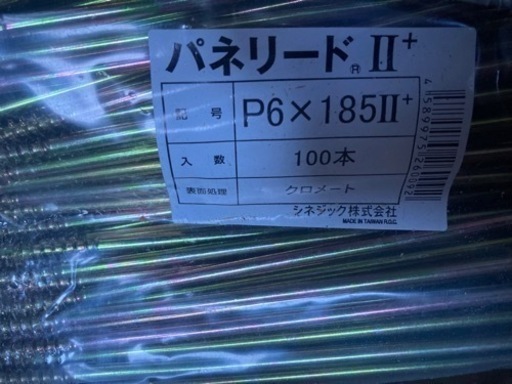 パネリード® II+
記号 P6×185II+
入数 100本
表面処理 クロメート
シネジック株式会社
MADE IN TAIWAN R.O.C.